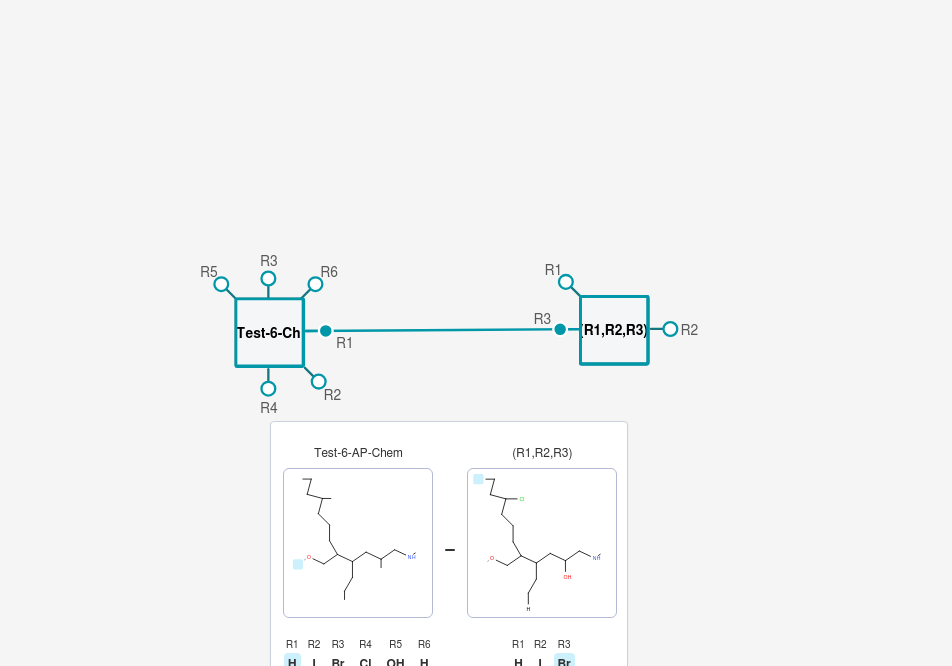 R5 R3 R6
Test-6-Ch
R1
R4 R2
R1
R3
(R1,R2,R3)
R2
Test-6-AP-Chem (R1,R2,R3)
O NH
Cl
O NH
OH
H
R1 R2 R3 R4 R5 R6 R1 R2 R3
H I Br Cl OH H H I Br